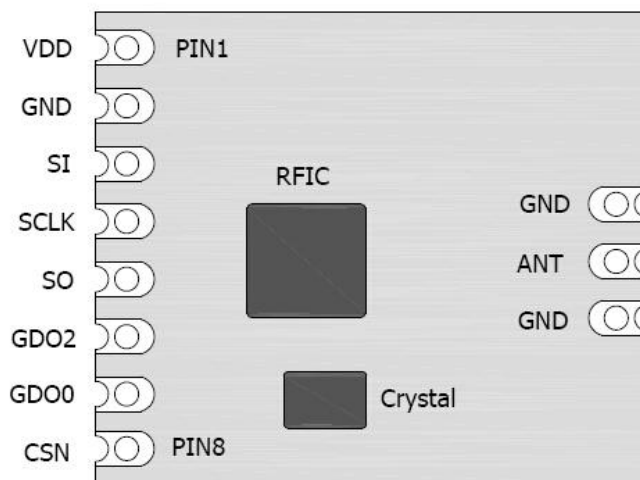 VDD PIN1
GND
SI
RFIC
SCLK
GND
SO
ANT
GND
GDO2
GDO0
Crystal
CSN PIN8